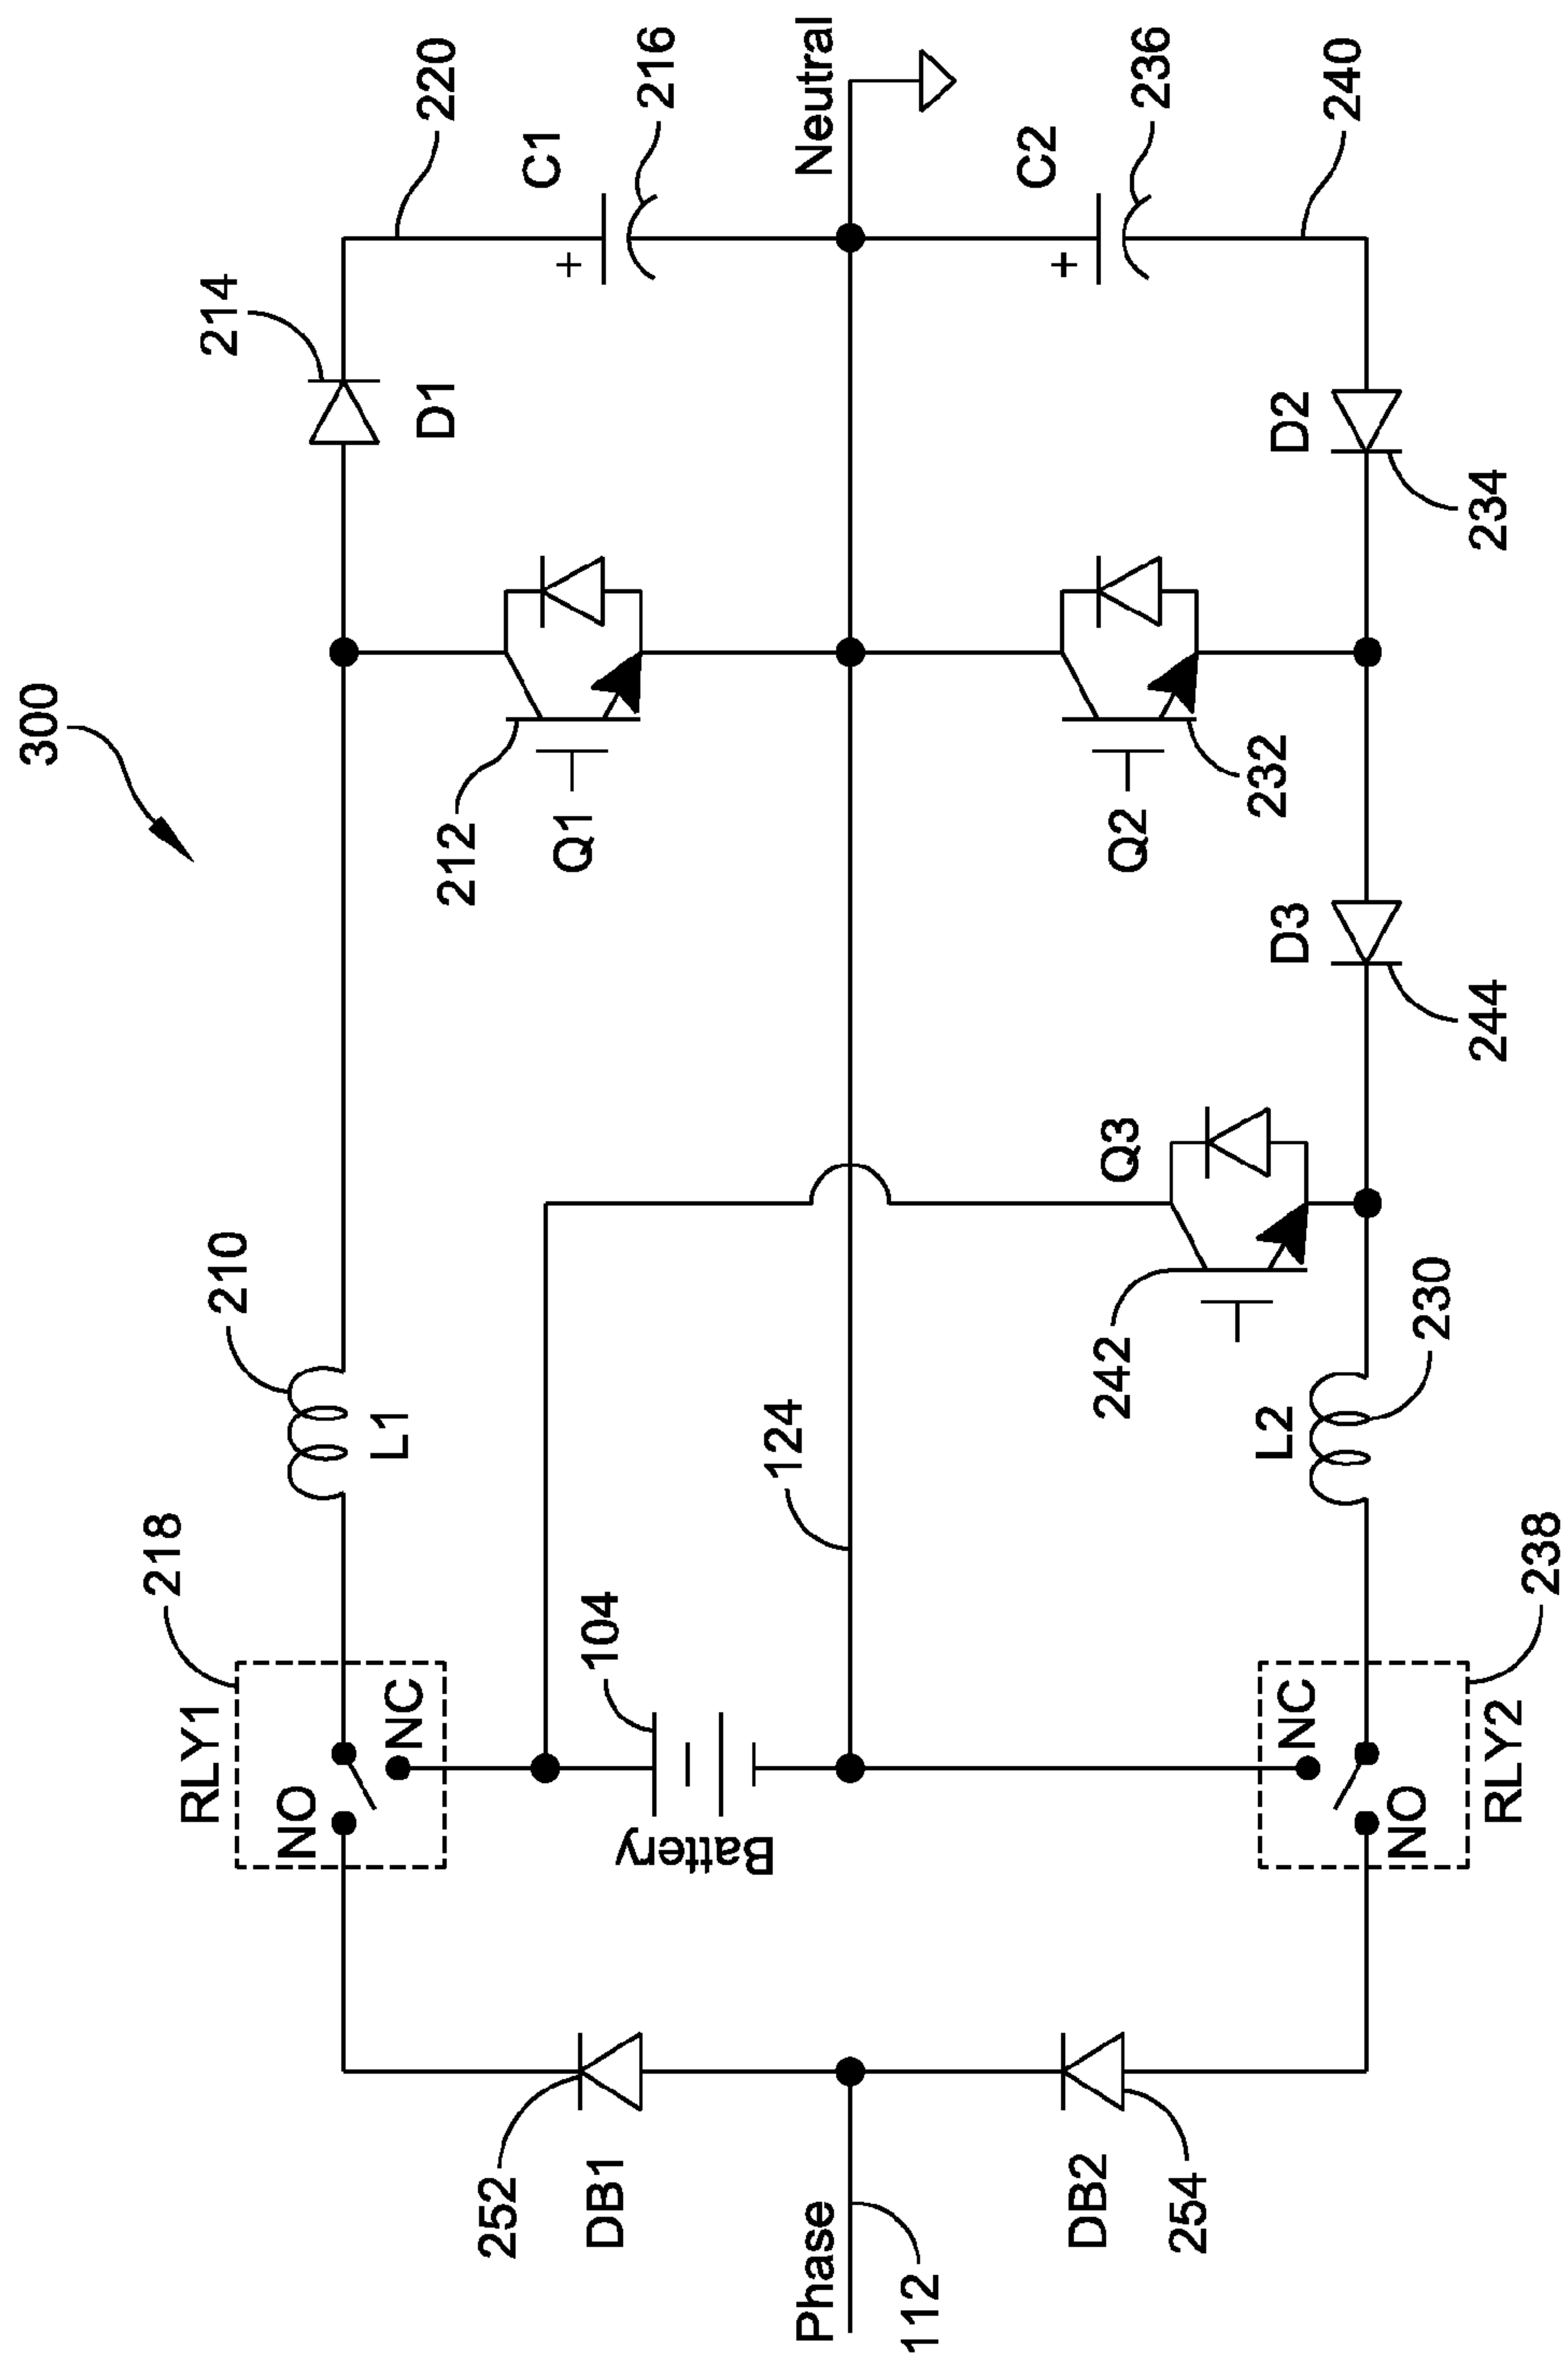 300
220
214
C1
216
D1
Neutral
C2
236
240
D2
234
212
Q1
Q2
232
D3
244
Q3
242
210
L1
124
L2
230
218
RLY1
NO
NC
104
Battery
NC
NO
RLY2
238
252
DB1
Phase
112
DB2
254